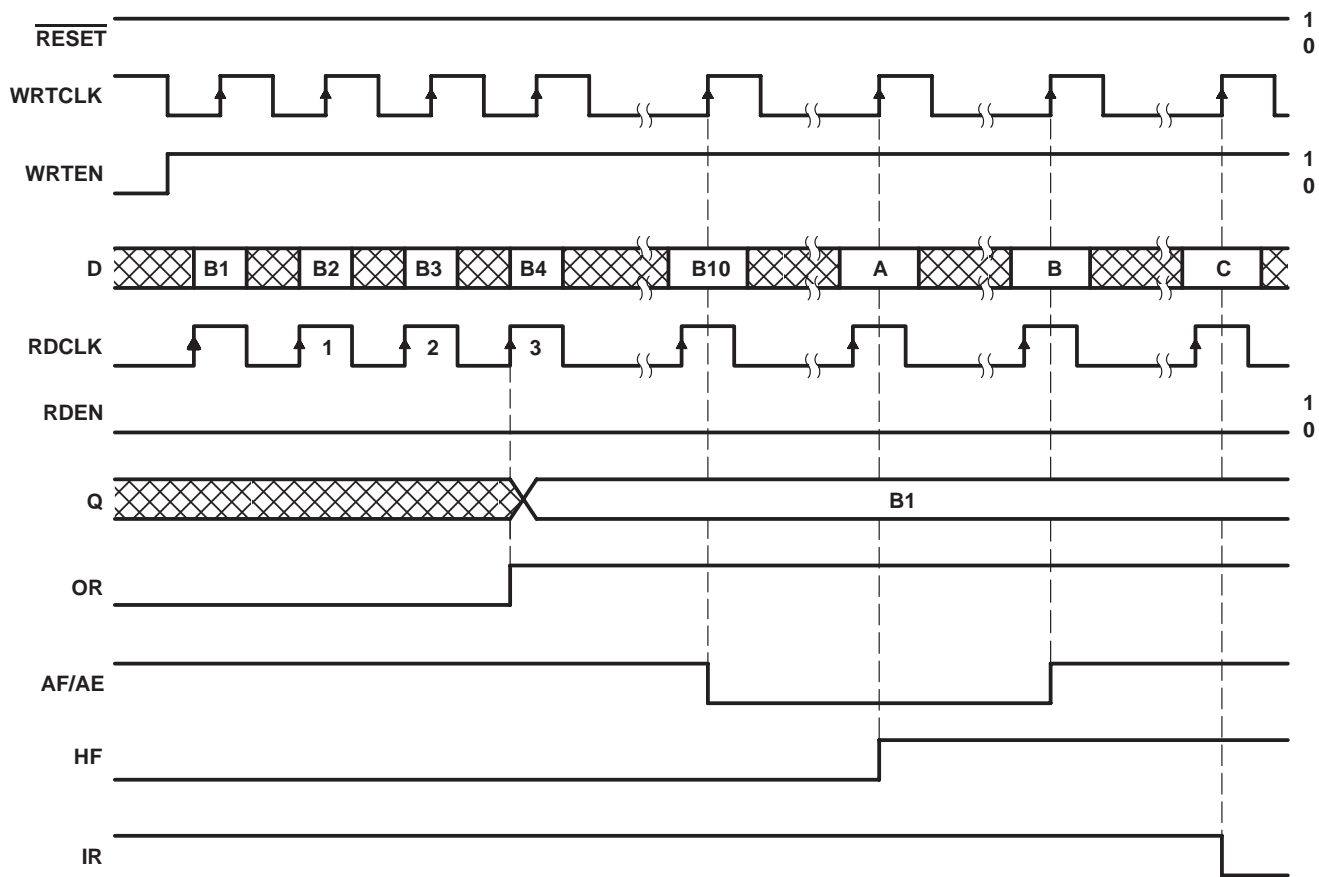 RESET
1
0
WRTCLK
WRTEN
1
0
D B1 B2 B3 B4 B10 A B C
RDCLK 1 2 3
RDEN
1
0
Q B1
OR
AF/AE
HF
IR